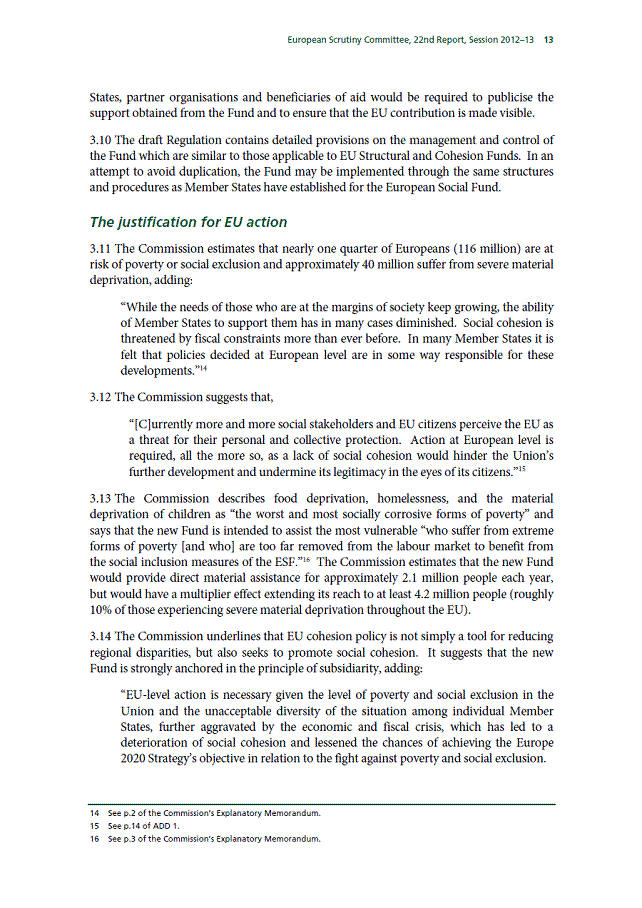 European Scrutiny Committee, 22nd Report, Session 2012–13 13
States, partner organisations and beneficiaries of aid would be required to publicise the
support obtained from the Fund and to ensure that the EU contribution is made visible.
3.10 The draft Regulation contains detailed provisions on the management and control of
the Fund which are similar to those applicable to EU Structural and Cohesion Funds. In an
attempt to avoid duplication, the Fund may be implemented through the same structures
and procedures as Member States have established for the European Social Fund.
The justification for EU action
3.11 The Commission estimates that nearly one quarter of Europeans (116 million) are at
risk of poverty or social exclusion and approximately 40 million suffer from severe material
deprivation, adding:
“While the needs of those who are at the margins of society keep growing, the ability
of Member States to support them has in many cases diminished. Social cohesion is
threatened by fiscal constraints more than ever before. In many Member States it is
felt that policies decided at European level are in some way responsible for these
developments.”14
3.12 The Commission suggests that,
“[C]urrently more and more social stakeholders and EU citizens perceive the EU as
a threat for their personal and collective protection. Action at European level is
required, all the more so, as a lack of social cohesion would hinder the Union’s
further development and undermine its legitimacy in the eyes of its citizens.”15
3.13 The Commission describes food deprivation, homelessness, and the material
deprivation of children as “the worst and most socially corrosive forms of poverty” and
says that the new Fund is intended to assist the most vulnerable “who suffer from extreme
forms of poverty [and who] are too far removed from the labour market to benefit from
the social inclusion measures of the ESF.”16 The Commission estimates that the new Fund
would provide direct material assistance for approximately 2.1 million people each year,
but would have a multiplier effect extending its reach to at least 4.2 million people (roughly
10% of those experiencing severe material deprivation throughout the EU).
3.14 The Commission underlines that EU cohesion policy is not simply a tool for reducing
regional disparities, but also seeks to promote social cohesion. It suggests that the new
Fund is strongly anchored in the principle of subsidiarity, adding:
“EU-level action is necessary given the level of poverty and social exclusion in the
Union and the unacceptable diversity of the situation among individual Member
States, further aggravated by the economic and fiscal crisis, which has led to a
deterioration of social cohesion and lessened the chances of achieving the Europe
2020 Strategy’s objective in relation to the fight against poverty and social exclusion.
14 See p.2 of the Commission’s Explanatory Memorandum.
15 See p.14 of ADD 1.
16 See p.3 of the Commission’s Explanatory Memorandum.